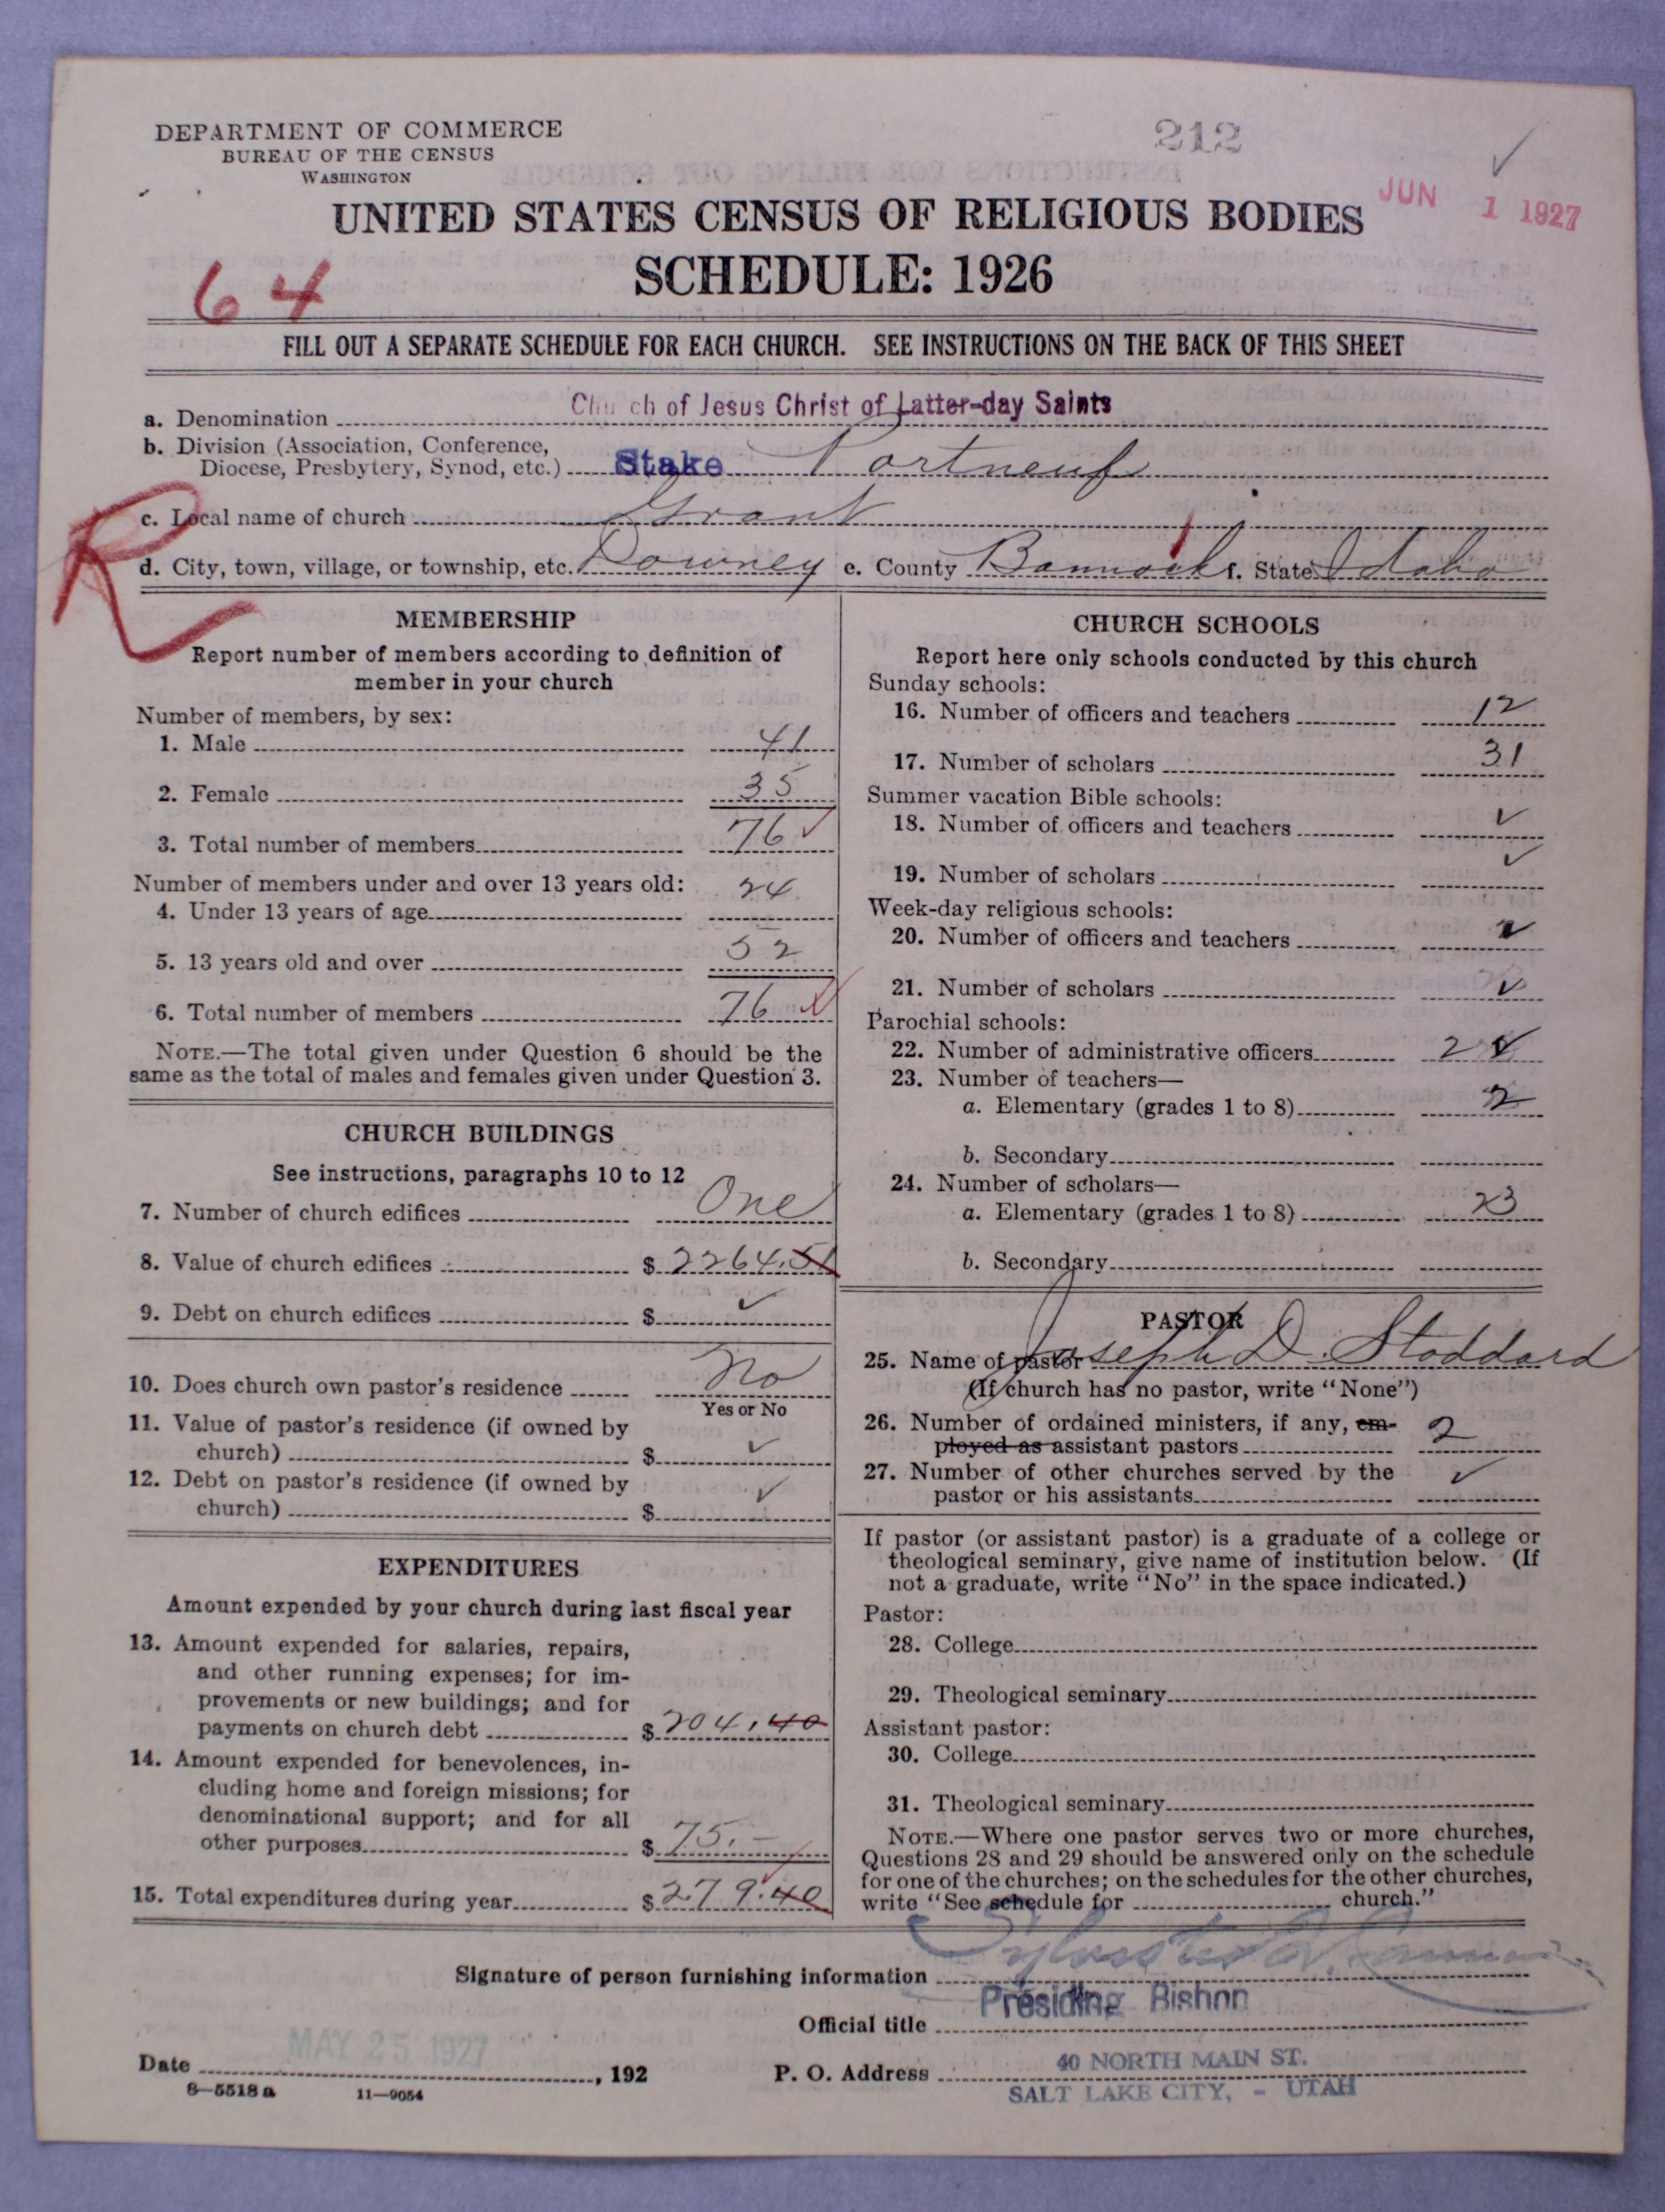 DEPARTMENT OF COMMERCE
BUREAU OF THE CENSUS
WASHINGTON
212
✓
JUN 1 1927
UNITED STATES CENSUS OF RELIGIOUS BODIES
SCHEDULE: 1926
64
FILL OUT A SEPARATE SCHEDULE FOR EACH CHURCH. SEE INSTRUCTIONS ON THE BACK OF THIS SHEET
a. Denomination Church of Jesus Christ of Latter-day Saints
b. Division (Association, Conference,
Diocese, Presbytery, Synod, etc.) Stake Portneuf
R
c. Local name of church Grant
d. City, town, village, or township, etc. Downey e. County Bannock f. State Idaho
MEMBERSHIP
Report number of members according to definition of
member in your church
Number of members, by sex:
1. Male 41
2. Female 35
3. Total number of members 76 ✓
Number of members under and over 13 years old:
4. Under 13 years of age 24
5. 13 years old and over 52
6. Total number of members 76 ✓
NOTE.—The total given under Question 6 should be the
same as the total of males and females given under Question 3.
CHURCH BUILDINGS
See instructions, paragraphs 10 to 12
7. Number of church edifices One
8. Value of church edifices $ 2264.51
9. Debt on church edifices $ ✓
10. Does church own pastor's residence No
Yes or No
11. Value of pastor's residence (if owned by
church) $ ✓
12. Debt on pastor's residence (if owned by
church) $ ✓
EXPENDITURES
Amount expended by your church during last fiscal year
13. Amount expended for salaries, repairs,
and other running expenses; for im-
provements or new buildings; and for
payments on church debt $ 204.40
14. Amount expended for benevolences, in-
cluding home and foreign missions; for
denominational support; and for all
other purposes $ 75.–
15. Total expenditures during year $ 279.40
CHURCH SCHOOLS
Report here only schools conducted by this church
Sunday schools:
16. Number of officers and teachers 12
17. Number of scholars 31
Summer vacation Bible schools:
18. Number of officers and teachers ✓
19. Number of scholars ✓
Week-day religious schools:
20. Number of officers and teachers ✓
21. Number of scholars ✓
Parochial schools:
22. Number of administrative officers 2 ✓
23. Number of teachers—
a. Elementary (grades 1 to 8) 2
b. Secondary
24. Number of scholars—
a. Elementary (grades 1 to 8) 23
b. Secondary
PASTOR
25. Name of pastor Joseph D. Stoddard
(If church has no pastor, write "None")
26. Number of ordained ministers, if any, em-
ployed as assistant pastors 2
27. Number of other churches served by the
pastor or his assistants ✓
If pastor (or assistant pastor) is a graduate of a college or
theological seminary, give name of institution below. (If
not a graduate, write "No" in the space indicated.)
Pastor:
28. College
29. Theological seminary
Assistant pastor:
30. College
31. Theological seminary
NOTE.—Where one pastor serves two or more churches,
Questions 28 and 29 should be answered only on the schedule
for one of the churches; on the schedules for the other churches,
write "See schedule for church."
Signature of person furnishing information Sylvester Q. Cannon
Official title Presiding Bishop
Date MAY 25 1927, 192
P. O. Address 40 NORTH MAIN ST.
SALT LAKE CITY, - UTAH
8—5518 a 11—9054